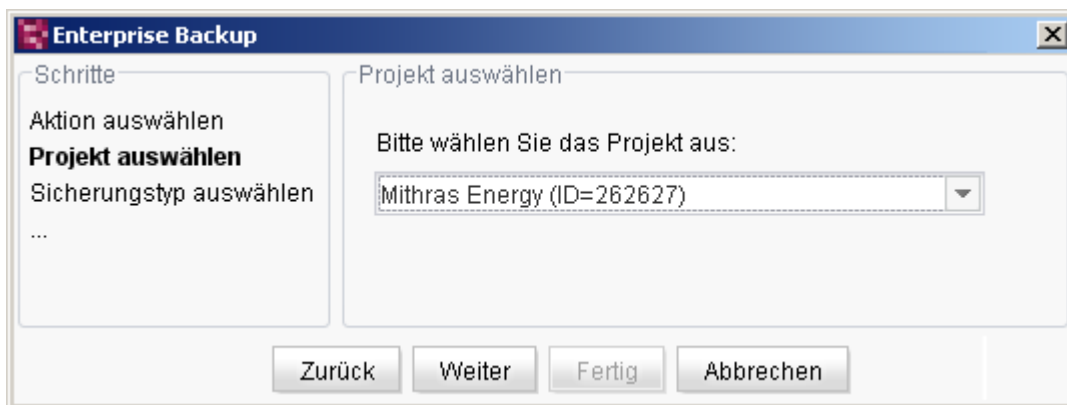 Enterprise Backup
Schritte
Aktion auswählen
Projekt auswählen
Sicherungstyp auswählen
...
Projekt auswählen
Bitte wählen Sie das Projekt aus:
Mithras Energy (ID=262627)
Zurück Weiter Fertig Abbrechen